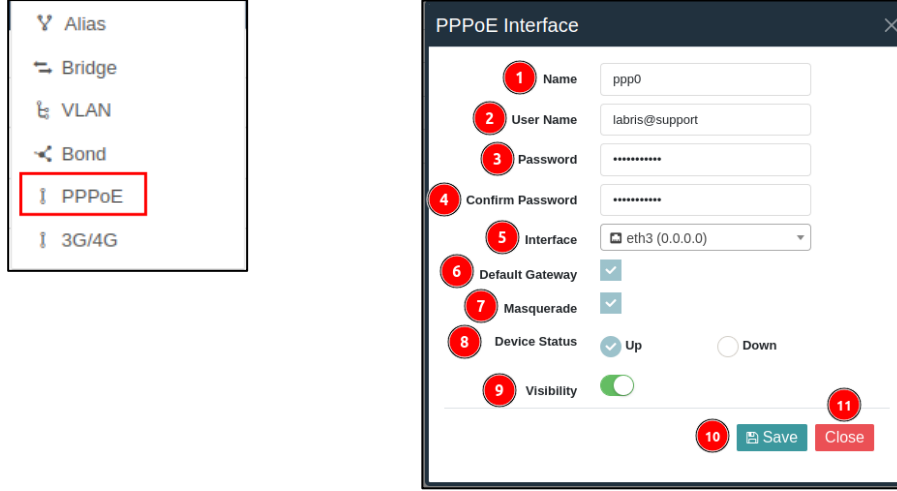 Alias
Bridge
VLAN
Bond
PPPoE
3G/4G
PPPoE Interface
1 Name ppp0
2 User Name labris@support
3 Password •••••••••••
4 Confirm Password •••••••••••
5 Interface eth3 (0.0.0.0)
6 Default Gateway
7 Masquerade
8 Device Status Up Down
9 Visibility
11
10 Save Close